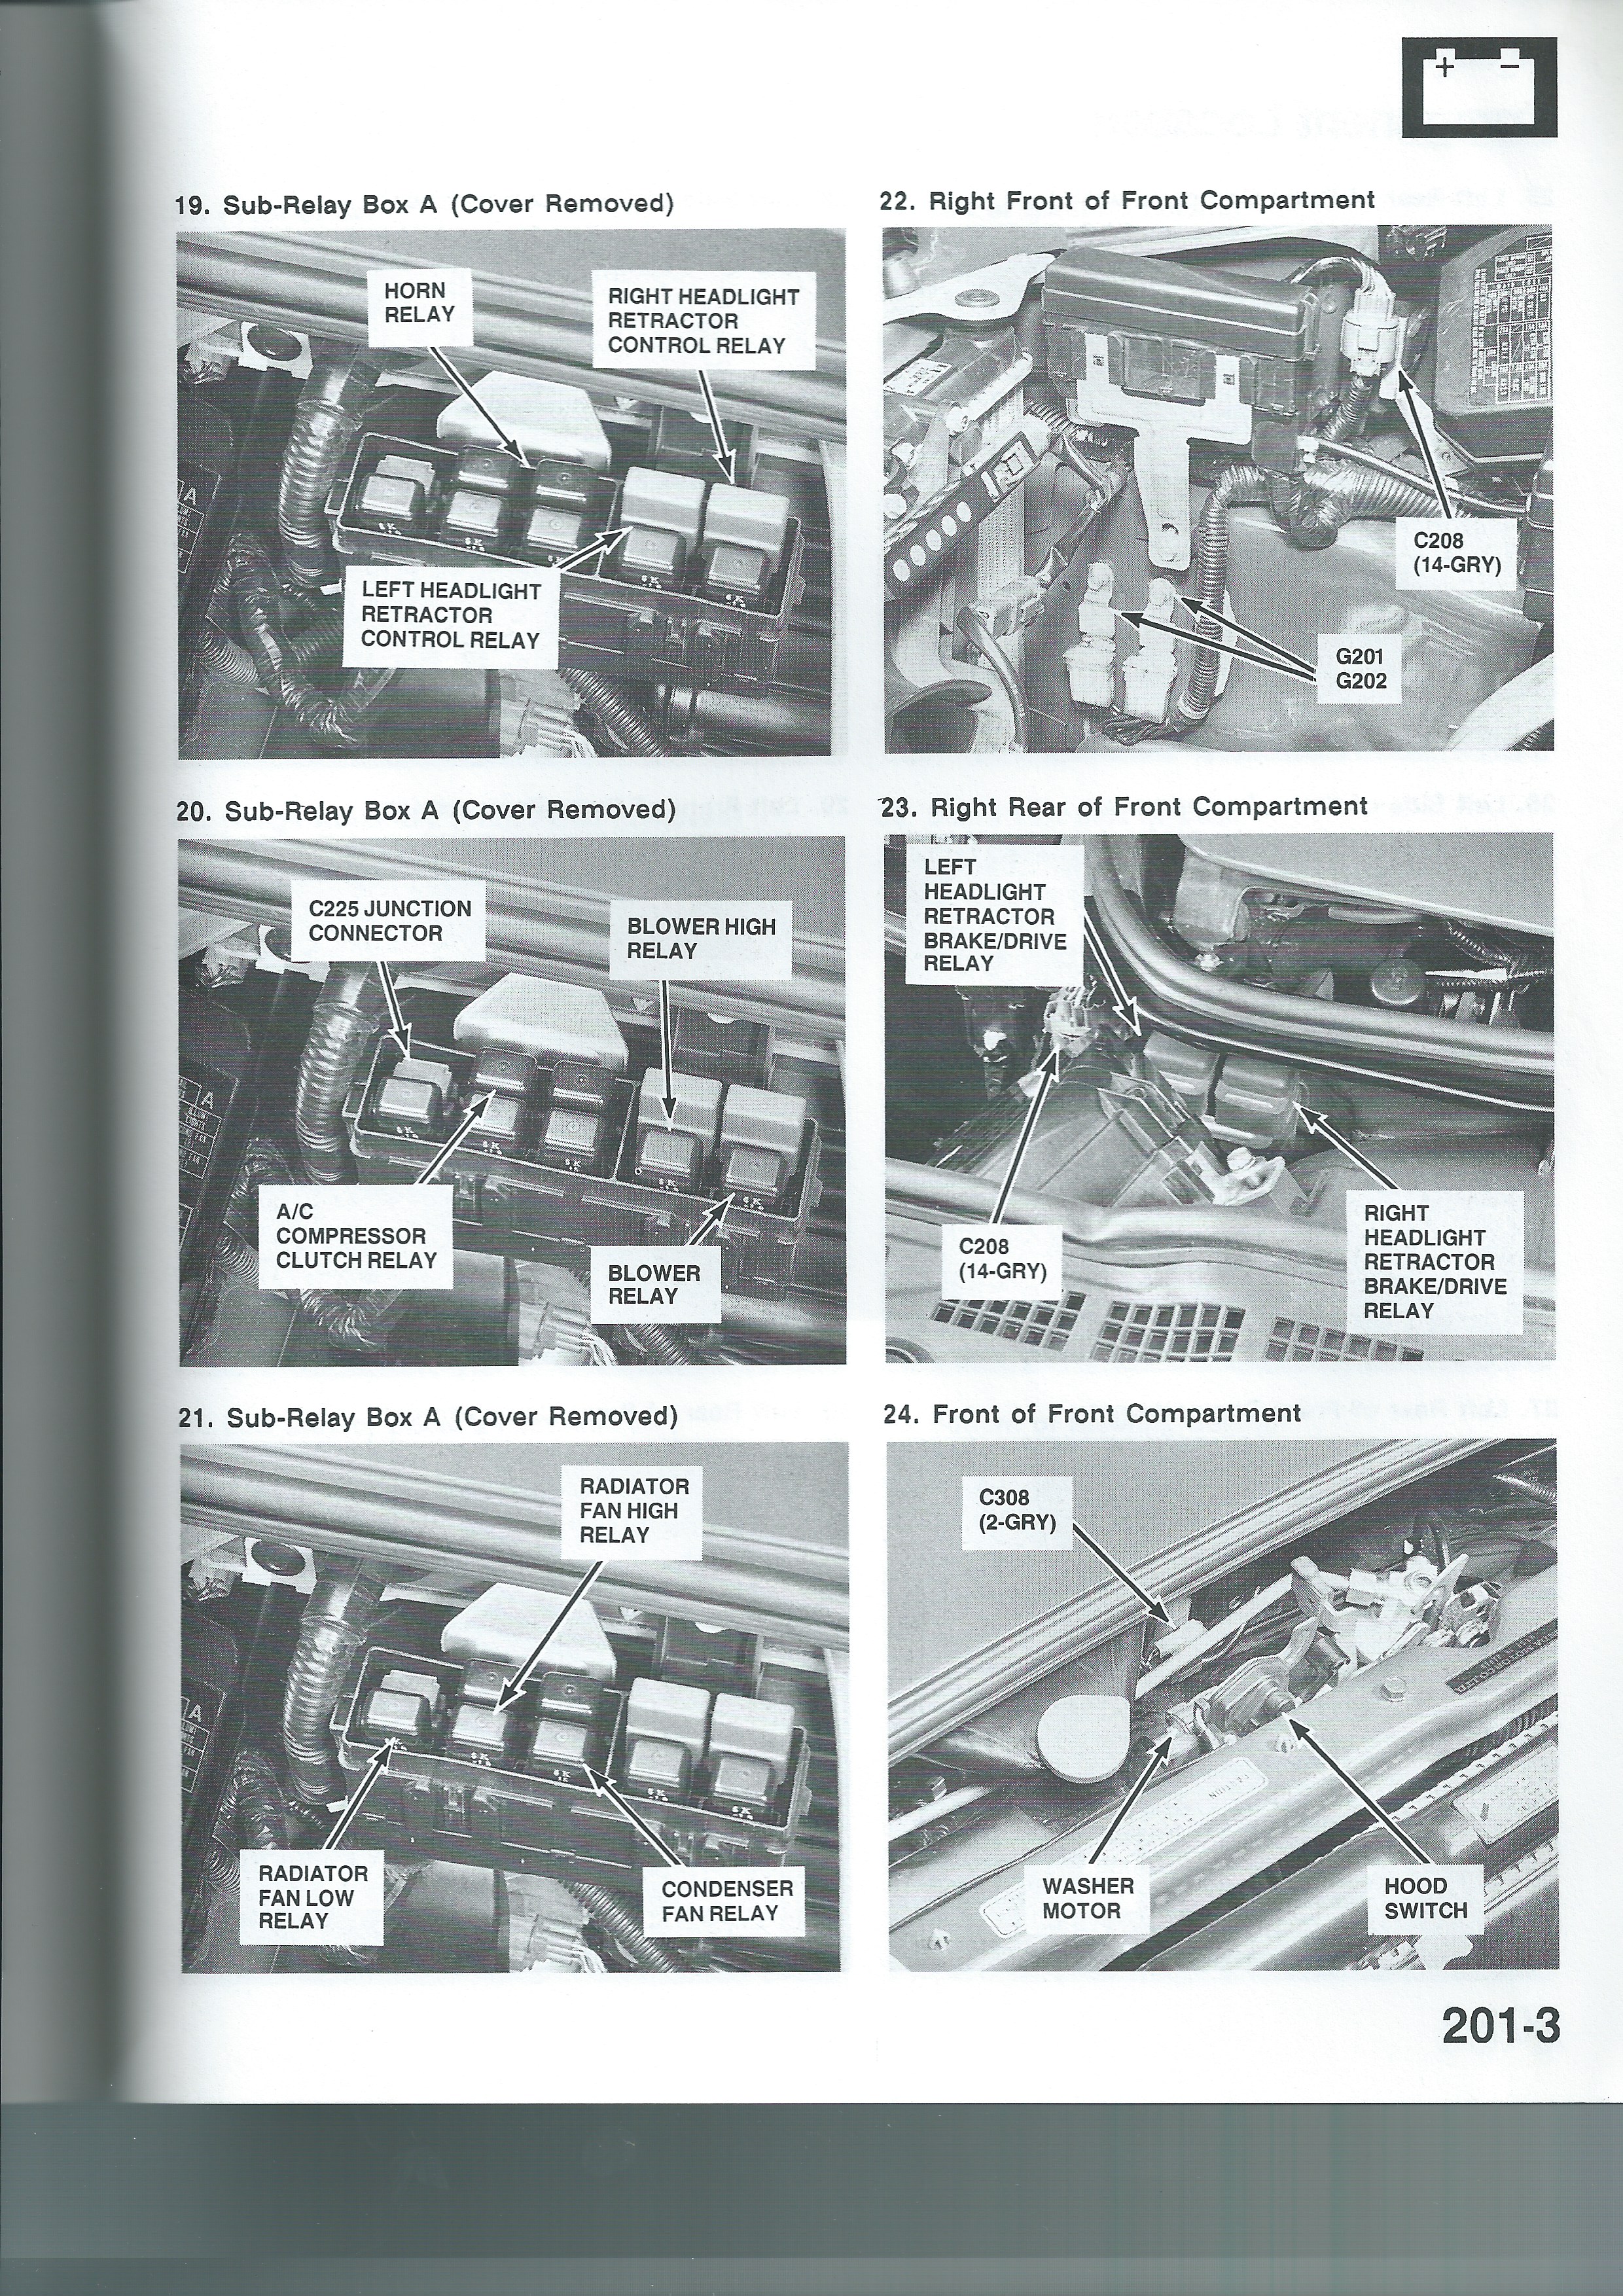 + −
19. Sub-Relay Box A (Cover Removed)
HORN
RELAY
RIGHT HEADLIGHT
RETRACTOR
CONTROL RELAY
LEFT HEADLIGHT
RETRACTOR
CONTROL RELAY
A
20. Sub-Relay Box A (Cover Removed)
C225 JUNCTION
CONNECTOR
BLOWER HIGH
RELAY
A
A/C
COMPRESSOR
CLUTCH RELAY
BLOWER
RELAY
21. Sub-Relay Box A (Cover Removed)
RADIATOR
FAN HIGH
RELAY
A
RADIATOR
FAN LOW
RELAY
CONDENSER
FAN RELAY
22. Right Front of Front Compartment
C208
(14-GRY)
G201
G202
23. Right Rear of Front Compartment
LEFT
HEADLIGHT
RETRACTOR
BRAKE/DRIVE
RELAY
C208
(14-GRY)
RIGHT
HEADLIGHT
RETRACTOR
BRAKE/DRIVE
RELAY
24. Front of Front Compartment
C308
(2-GRY)
WASHER
MOTOR
HOOD
SWITCH
201-3